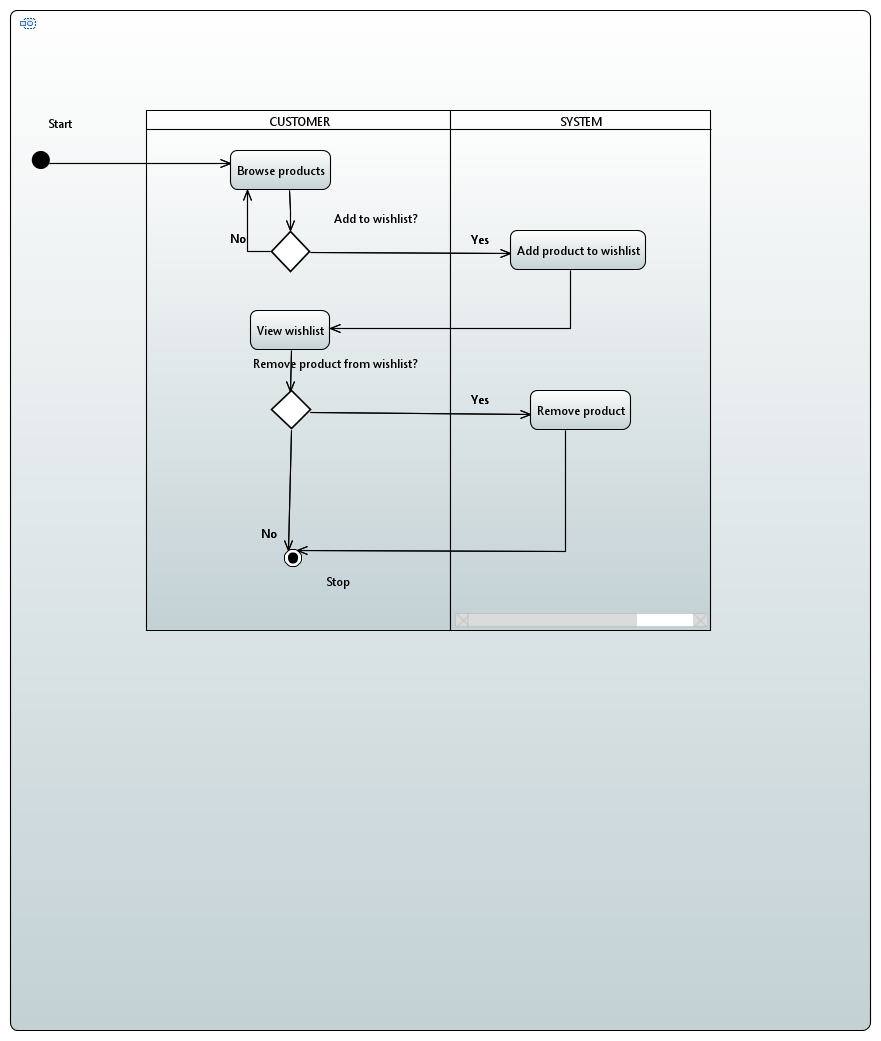 Start
CUSTOMER
SYSTEM
Browse products
Add to wishlist?
No
Yes
Add product to wishlist
View wishlist
Remove product from wishlist?
Yes
Remove product
No
Stop